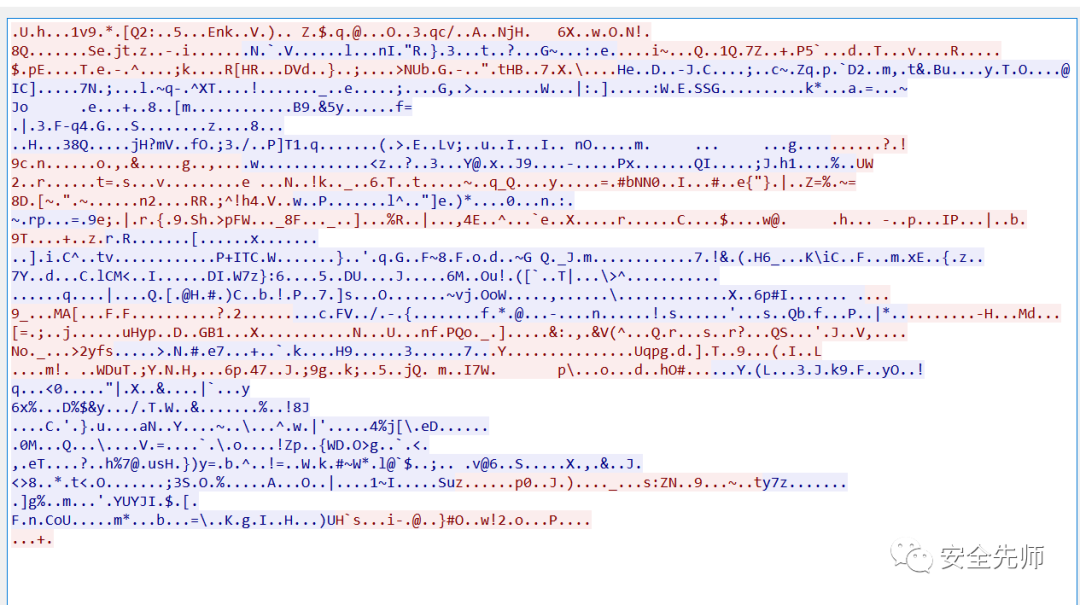 .U.h...1v9.*.[Q2:..5...Enk..V.).. Z.$.q.@...O..3.qc/..A..NjH.   6X..w.O.N!.
8Q.......Se.jt.z..-.i.......N.`.V......l...nI."R.}.3...t..?...G~...:.e.....i~...Q..1Q.7Z..+.P5`...d..T...v....R.....
$.pE....T.e.-.^....;k....R[HR...DVd..}..;....>NUb.G.-..".tHB..7.X.\....He..D..-J.C....;..c~.Zq.p.`D2..m,.t&.Bu....y.T.O....@
IC].....7N.;...l.~q-.^XT....!......._..e.....;....G,.>........W...|:.].....:W.E.SSG..........k*...a.=...~
Jo      .e...+..8..[m............B9.&5y......f=
.|.3.F-q4.G...S........z....8...
..H...38Q.....jH?mV..fO.;3./..P]T1.q.......(.>.E..Lv;..u..I...I.. nO.....m.     ...     ...g..........?.!
9c.n......o.,.&.....g..,....w.............<z..?..3...Y@.x..J9....-.....Px.......QI.....;J.h1....%..UW
2..r......t=.s...v.........e ...N..!k.._..6.T..t.....~..q_Q....y.....=.#bNN0..I...#..e{"}.|..Z=%.~=
8D.[~.".~......n2....RR.;^!h4.V..w..P......l^.."]e.)*....0...n.:.
~.rp...=.9e;.|.r.{.9.Sh.>pFW..._8F..._..]...%R..|...,4E..^...`e..X.....r......C....$....w@.     .h... -..p...IP...|..b.
9T....+..z.r.R.......[......x.......
..].i.C^..tv............P+ITC.W.......}..'.q.G..F~8.F.o.d..~G Q._J.m............7.!&.(.H6_...K\iC..F...m.xE..{.z..
7Y..d...C.lCM<..I......DI.W7z}:6....5..DU....J.....6M..Ou!.([`..T|...\>^...........
......q....|....Q.[.@H.#.)C..b.!.P..7.]s...O.......~vj.OoW.....,......\.............X..6p#I....... ....
9_...MA[...F.F..........?.2.......c.FV../.-.{.......f.*.@...-....n......!.s......'...s..Qb.f...P..|*..........-H...Md...
[=.;..j......uHyp..D..GB1...X............N...U...nf.PQo._.].....&:.,.&V(^...Q.r....s..r?...QS...'.J..V,....
No._...>2yfs.....>.N.#.e7...+..`.k....H9......3......7...Y...............Uqpg.d.].T..9...(.I..L
....m!. ..WDuT.;Y.N.H,...6p.47..J.;9g..k;..5..jQ. m..I7W.       p\...o...d..hO#......Y.(L...3.J.k9.F..yO..!
q...<0....."|.X..&....|`...y
6x%...D%$&y.../.T.W..&.......%..!8J
....C.'.}.u....aN..Y....~..\...^.w.|'.....4%j[\.eD......
.0M...Q...\....V.=....`.\.o....!Zp..{WD.O>g..`.<.
,.eT....?..h%7@.usH.})y=.b.^..!=..W.k.#~W*.l@`$..;.. .v@6..S.....X.,.&..J.
<>8..*.t<.O.......;3S.O.%.....A...O..|....1~I.....Suz......p0..J.)...._...s:ZN..9...~..ty7z.......
.]g%..m...'.YUYJI.$.[.
F.n.CoU.....m*...b...=\..K.g.I..H...)UH`s...i-.@..}#O..w!2.o...P....
...+.
安全先师